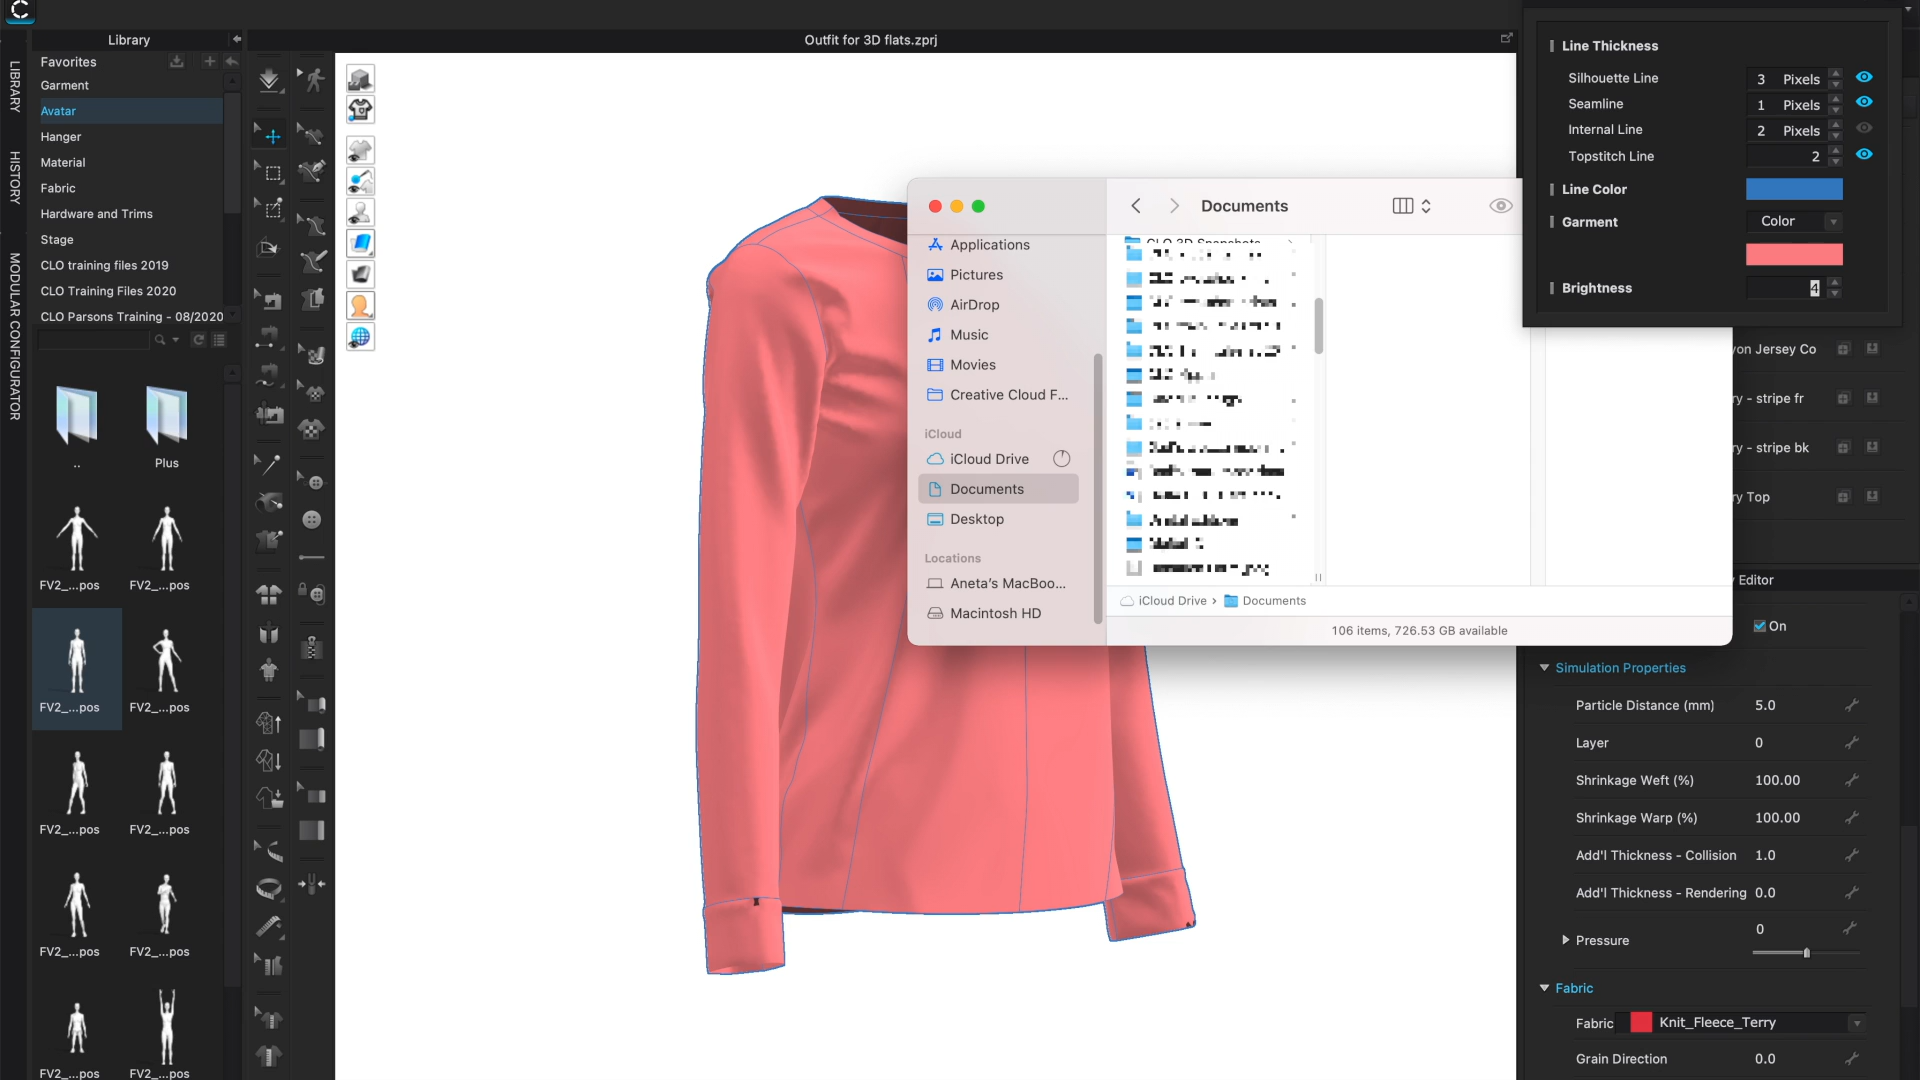 Library
Outfit for 3D flats.zprj
LIBRARY
HISTORY
MODULAR CONFIGURATOR
Favorites
Garment
Avatar
Hanger
Material
Fabric
Hardware and Trims
Stage
CLO training files 2019
CLO Training Files 2020
CLO Parsons Training - 08/2020
..
Plus
FV2_...pos
FV2_...pos
FV2_...pos
FV2_...pos
FV2_...pos
FV2_...pos
FV2_...pos
FV2_...pos
FV2_...pos
FV2_...pos
Documents
Applications
Pictures
AirDrop
Music
Movies
Creative Cloud F...
iCloud
iCloud Drive
Documents
Desktop
Locations
Aneta's MacBoo...
Macintosh HD
CLO 3D Snapshots
iCloud Drive › Documents
106 items, 726.53 GB available
Line Thickness
Silhouette Line 3 Pixels
Seamline 1 Pixels
Internal Line 2 Pixels
Topstitch Line 2
Line Color
Garment Color
Brightness 4
on Jersey Co
ry - stripe fr
ry - stripe bk
ry Top
Editor
On
Simulation Properties
Particle Distance (mm) 5.0
Layer 0
Shrinkage Weft (%) 100.00
Shrinkage Warp (%) 100.00
Add'l Thickness - Collision 1.0
Add'l Thickness - Rendering 0.0
Pressure 0
Fabric
Fabric Knit_Fleece_Terry
Grain Direction 0.0